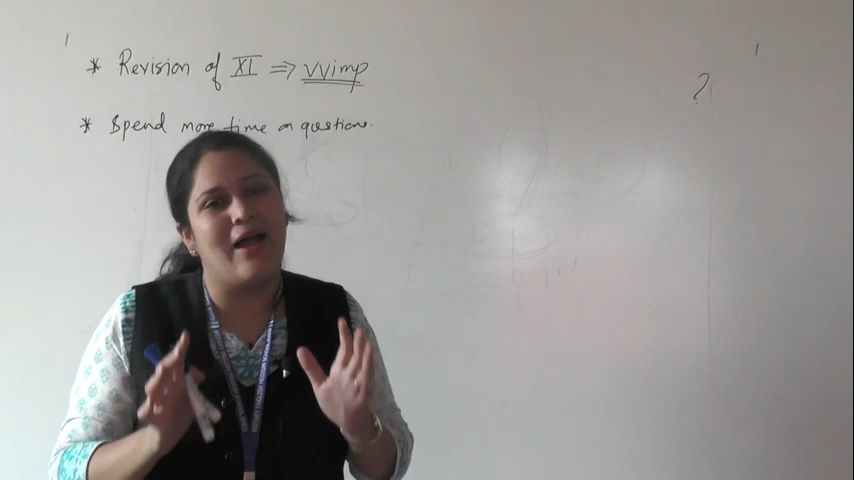 * Revision of XI ⇒ vvimp
* Spend more time on questions.
?